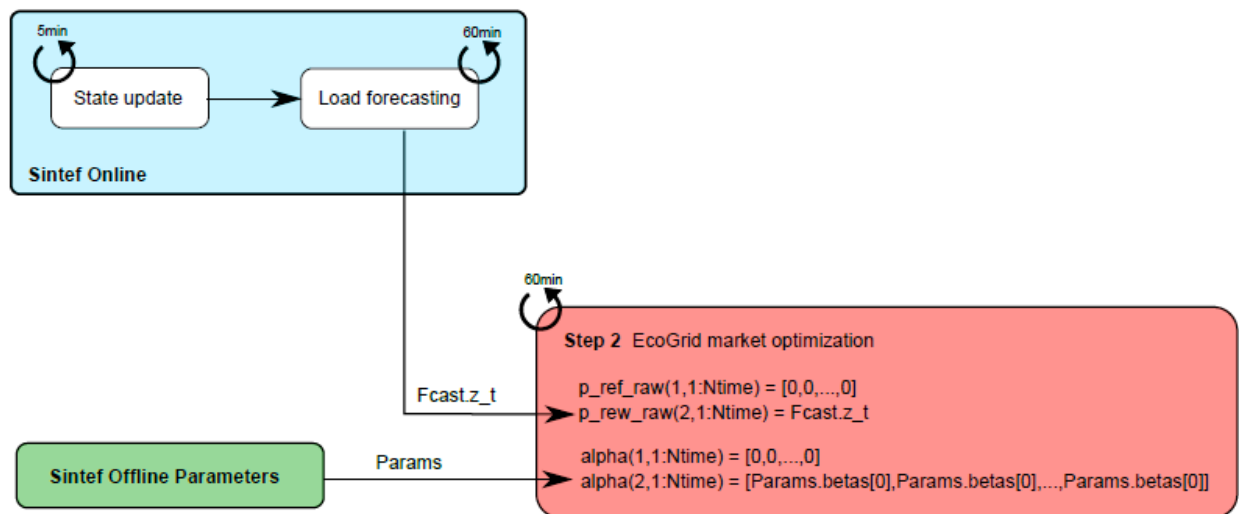 5min
60min
State update
Load forecasting
Sintef Online
60min
Step 2 EcoGrid market optimization
p_ref_raw(1,1:Ntime) = [0,0,...,0]
Fcast.z_t
p_rew_raw(2,1:Ntime) = Fcast.z_t
Params
alpha(1,1:Ntime) = [0,0,...,0]
Sintef Offline Parameters
alpha(2,1:Ntime) = [Params.betas[0],Params.betas[0],...,Params.betas[0]]